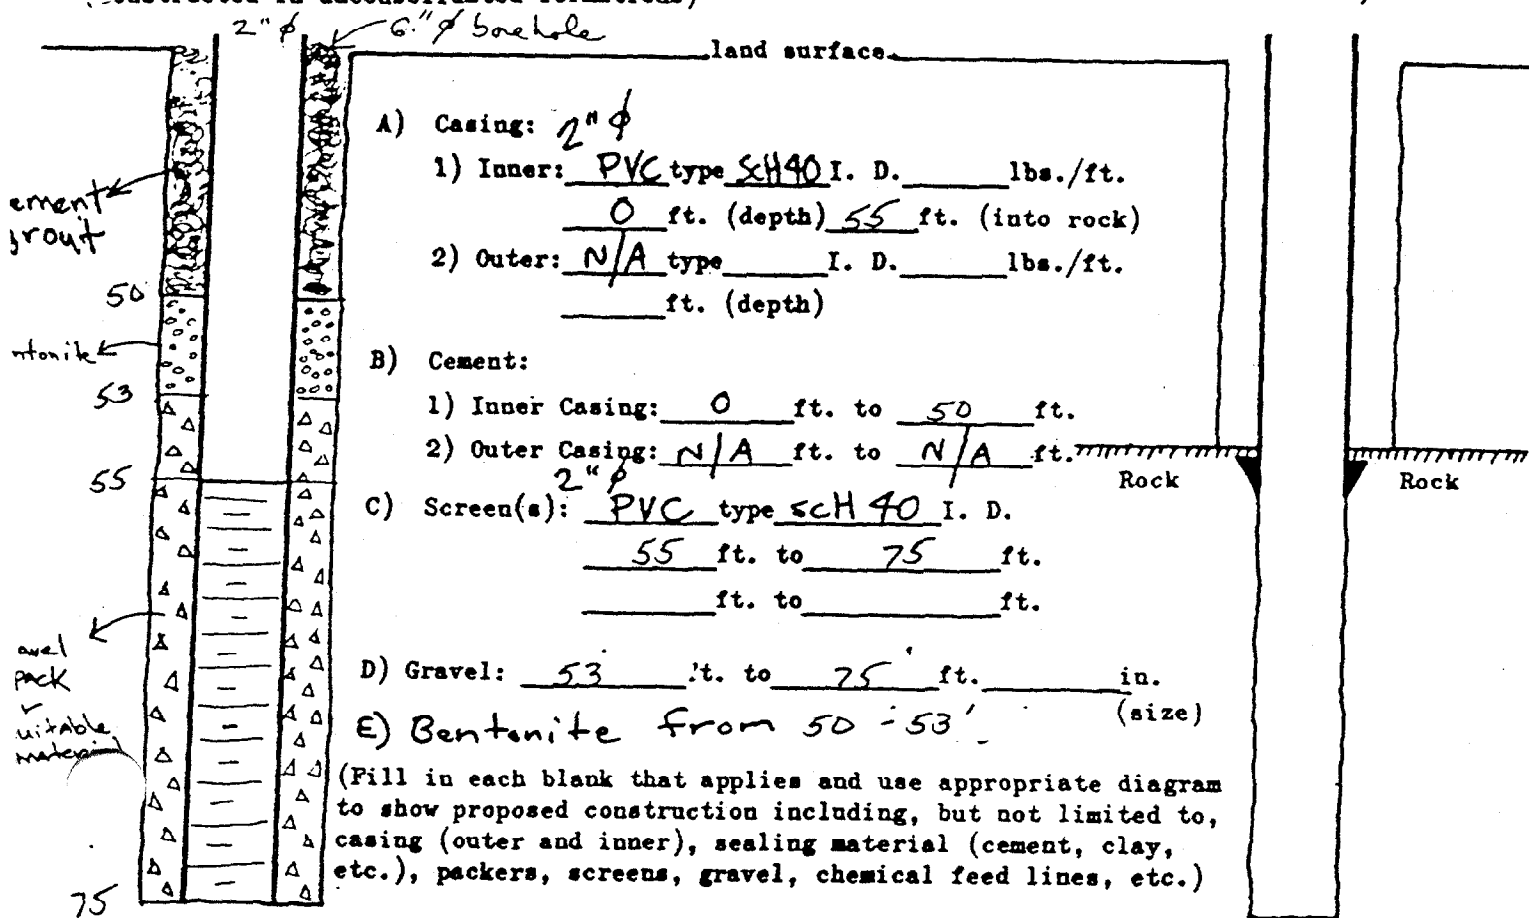 2" φ 6" φ borehole
land surface
A) Casing: 2" φ
1) Inner: PVC type SCH40 I. D. lbs./ft.
0 ft. (depth) 55 ft. (into rock)
2) Outer: N/A type I. D. lbs./ft.
ft. (depth)
ement
grout
50
ntonite
53
55
B) Cement:
1) Inner Casing: 0 ft. to 50 ft.
2) Outer Casing: N/A ft. to N/A ft.
Rock
Rock
2" φ
C) Screen(s): PVC type SCH 40 I. D.
55 ft. to 75 ft.
ft. to ft.
avel
pack
uitable
material
D) Gravel: 53 't. to 75 ft. in.
(size)
E) Bentonite from 50 - 53'
(Fill in each blank that applies and use appropriate diagram
to show proposed construction including, but not limited to,
casing (outer and inner), sealing material (cement, clay,
etc.), packers, screens, gravel, chemical feed lines, etc.)
75